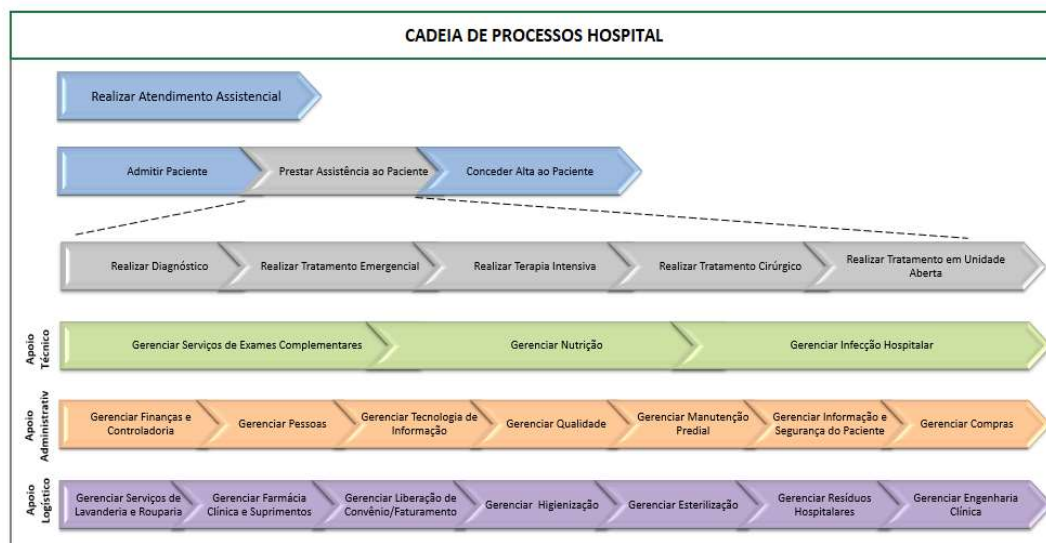 CADEIA DE PROCESSOS HOSPITAL
Realizar Atendimento Assistencial
Admitir Paciente
Prestar Assistência ao Paciente
Conceder Alta ao Paciente
Realizar Diagnóstico
Realizar Tratamento Emergencial
Realizar Terapia Intensiva
Realizar Tratamento Cirúrgico
Realizar Tratamento em Unidade
Aberta
Apoio
Técnico
Gerenciar Serviços de Exames Complementares
Gerenciar Nutrição
Gerenciar Infecção Hospitalar
Apoio
Administrativ
Gerenciar Finanças e
Controladoria
Gerenciar Pessoas
Gerenciar Tecnologia de
Informação
Gerenciar Qualidade
Gerenciar Manutenção
Predial
Gerenciar Informação e
Segurança do Paciente
Gerenciar Compras
Apoio
Logístico
Gerenciar Serviços de
Lavanderia e Rouparia
Gerenciar Farmácia
Clínica e Suprimentos
Gerenciar Liberação de
Convênio/Faturamento
Gerenciar Higienização
Gerenciar Esterilização
Gerenciar Resíduos
Hospitalares
Gerenciar Engenharia
Clínica